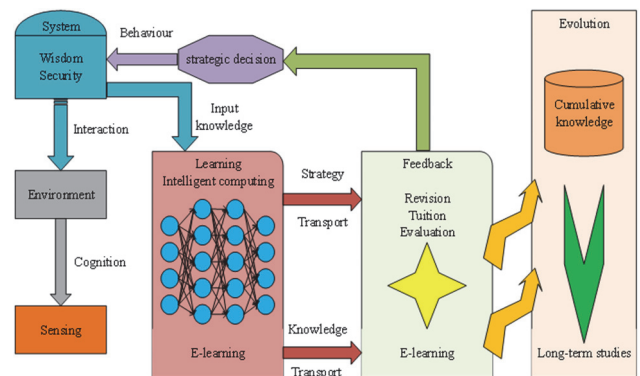 System
Wisdom
Security
Behaviour
strategic decision
Input
knowledge
Interaction
Environment
Cognition
Sensing
Learning
Intelligent computing
E-learning
Strategy
Transport
Knowledge
Transport
Feedback
Revision
Tuition
Evaluation
E-learning
Evolution
Cumulative
knowledge
Long-term studies